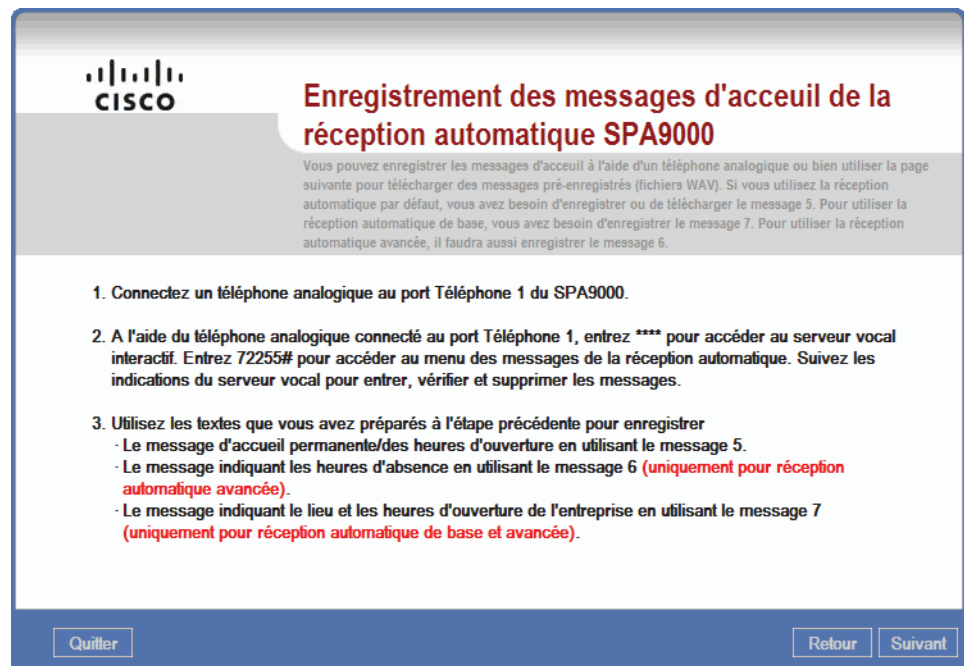 CISCO
Enregistrement des messages d'acceuil de la
réception automatique SPA9000
Vous pouvez enregistrer les messages d'acceuil à l'aide d'un téléphone analogique ou bien utiliser la page
suivante pour télécharger des messages pré-enregistrés (fichiers WAV). Si vous utilisez la réception
automatique par défaut, vous avez besoin d'enregistrer ou de télécharger le message 5. Pour utiliser la
réception automatique de base, vous avez besoin d'enregistrer le message 7. Pour utiliser la réception
automatique avancée, il faudra aussi enregistrer le message 6.
1. Connectez un téléphone analogique au port Téléphone 1 du SPA9000.
2. A l'aide du téléphone analogique connecté au port Téléphone 1, entrez **** pour accéder au serveur vocal
interactif. Entrez 72255# pour accéder au menu des messages de la réception automatique. Suivez les
indications du serveur vocal pour entrer, vérifier et supprimer les messages.
3. Utilisez les textes que vous avez préparés à l'étape précédente pour enregistrer
- Le message d'accueil permanente/des heures d'ouverture en utilisant le message 5.
- Le message indiquant les heures d'absence en utilisant le message 6 (uniquement pour réception
automatique avancée).
- Le message indiquant le lieu et les heures d'ouverture de l'entreprise en utilisant le message 7
(uniquement pour réception automatique de base et avancée).
Quitter
Retour
Suivant